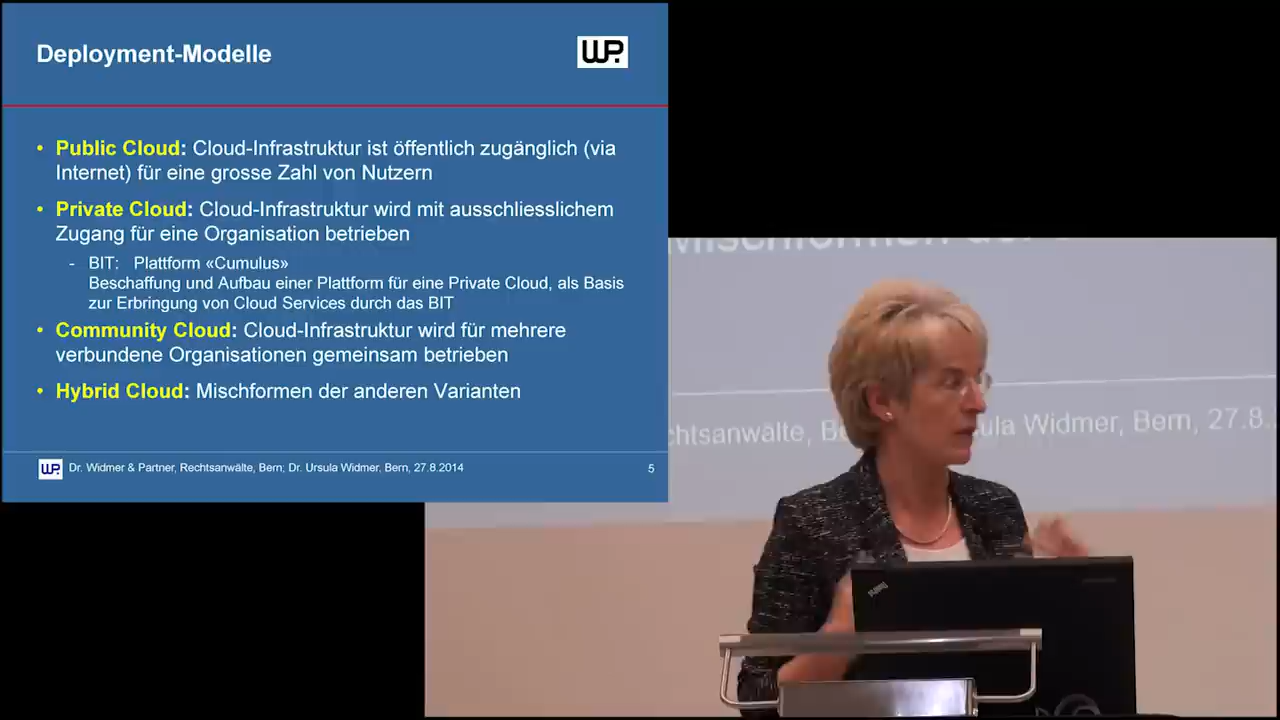 Deployment-Modelle
WP.
• Public Cloud: Cloud-Infrastruktur ist öffentlich zugänglich (via
Internet) für eine grosse Zahl von Nutzern
• Private Cloud: Cloud-Infrastruktur wird mit ausschliesslichem
Zugang für eine Organisation betrieben
- BIT: Plattform «Cumulus»
Beschaffung und Aufbau einer Plattform für eine Private Cloud, als Basis
zur Erbringung von Cloud Services durch das BIT
• Community Cloud: Cloud-Infrastruktur wird für mehrere
verbundene Organisationen gemeinsam betrieben
• Hybrid Cloud: Mischformen der anderen Varianten
WP. Dr. Widmer & Partner, Rechtsanwälte, Bern; Dr. Ursula Widmer, Bern, 27.8.2014
5
Mischformen
chtsanwälte, Be
ula Widmer, Bern, 27.8.